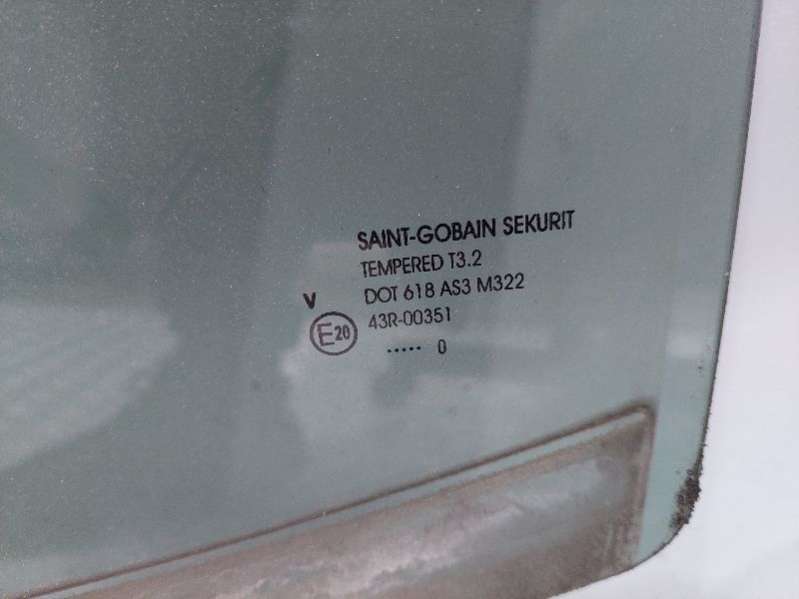 SAINT-GOBAIN SEKURIT
TEMPERED T3.2
V DOT 618 AS3 M322
E20 43R-00351
..... 0